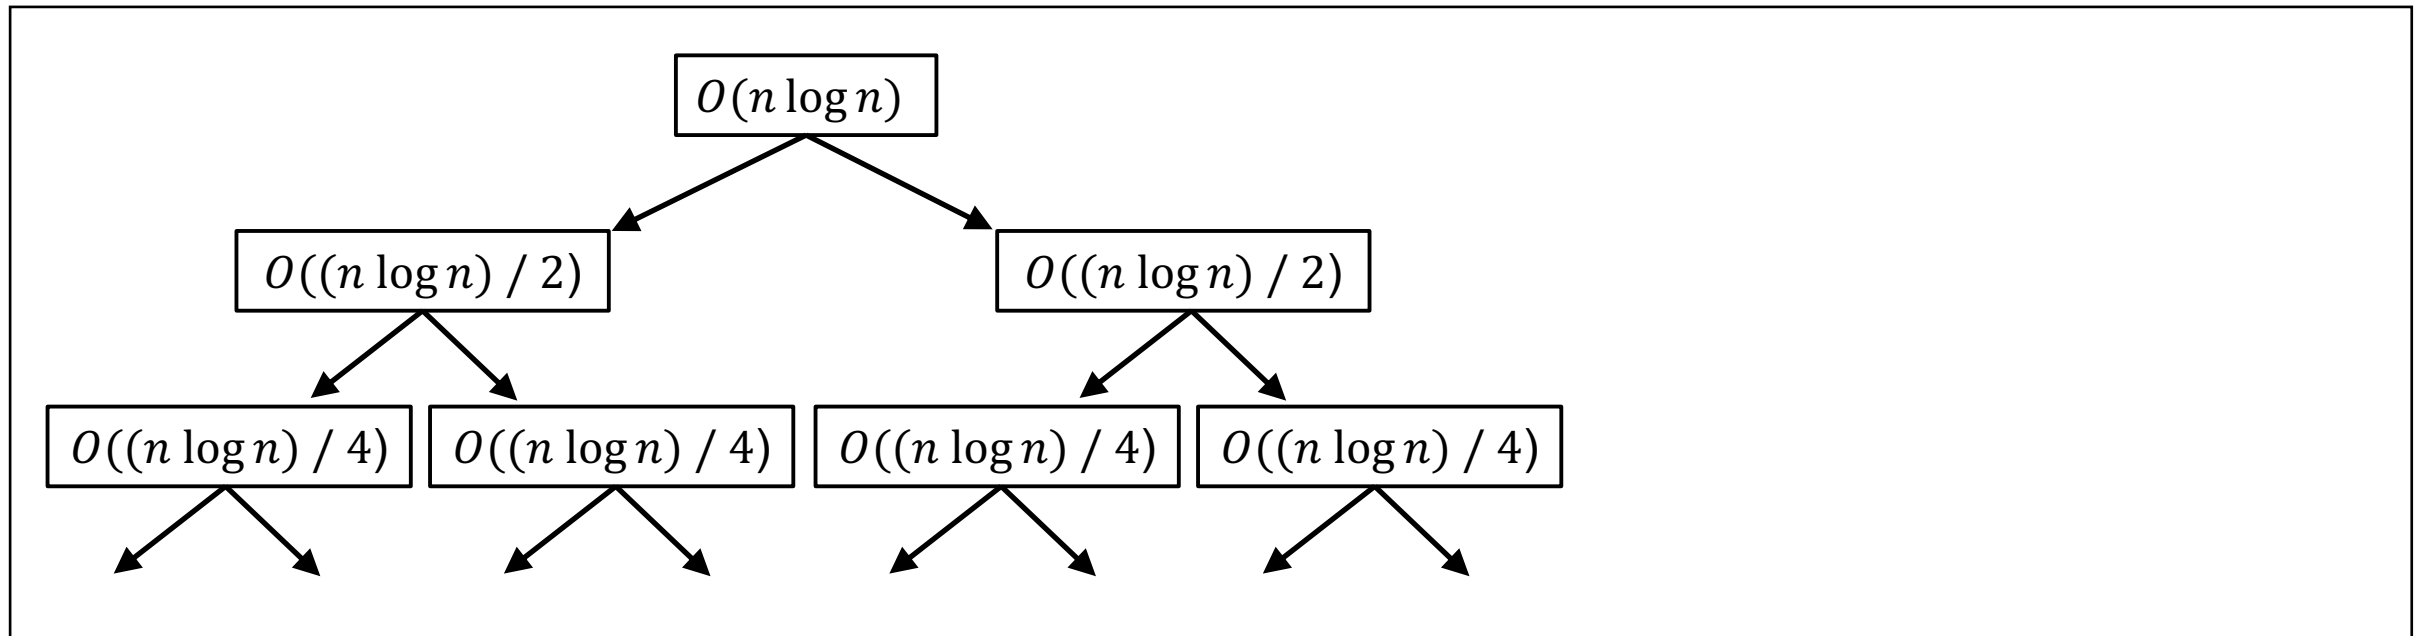 O(n log n)
O((n log n) / 2)
O((n log n) / 2)
O((n log n) / 4)
O((n log n) / 4)
O((n log n) / 4)
O((n log n) / 4)